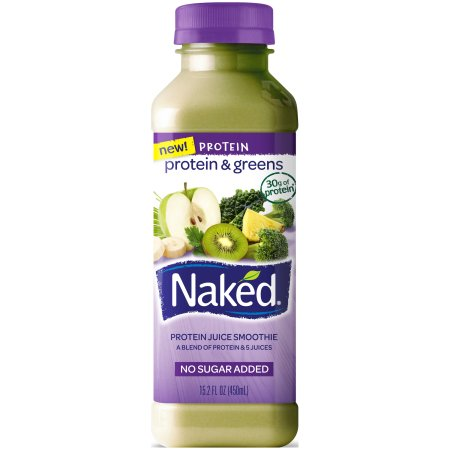 new! PROTEIN
protein & greens
30g of
protein
Naked®
PROTEIN JUICE SMOOTHIE
A BLEND OF PROTEIN & 5 JUICES
NO SUGAR ADDED
15.2 FL OZ (450mL)